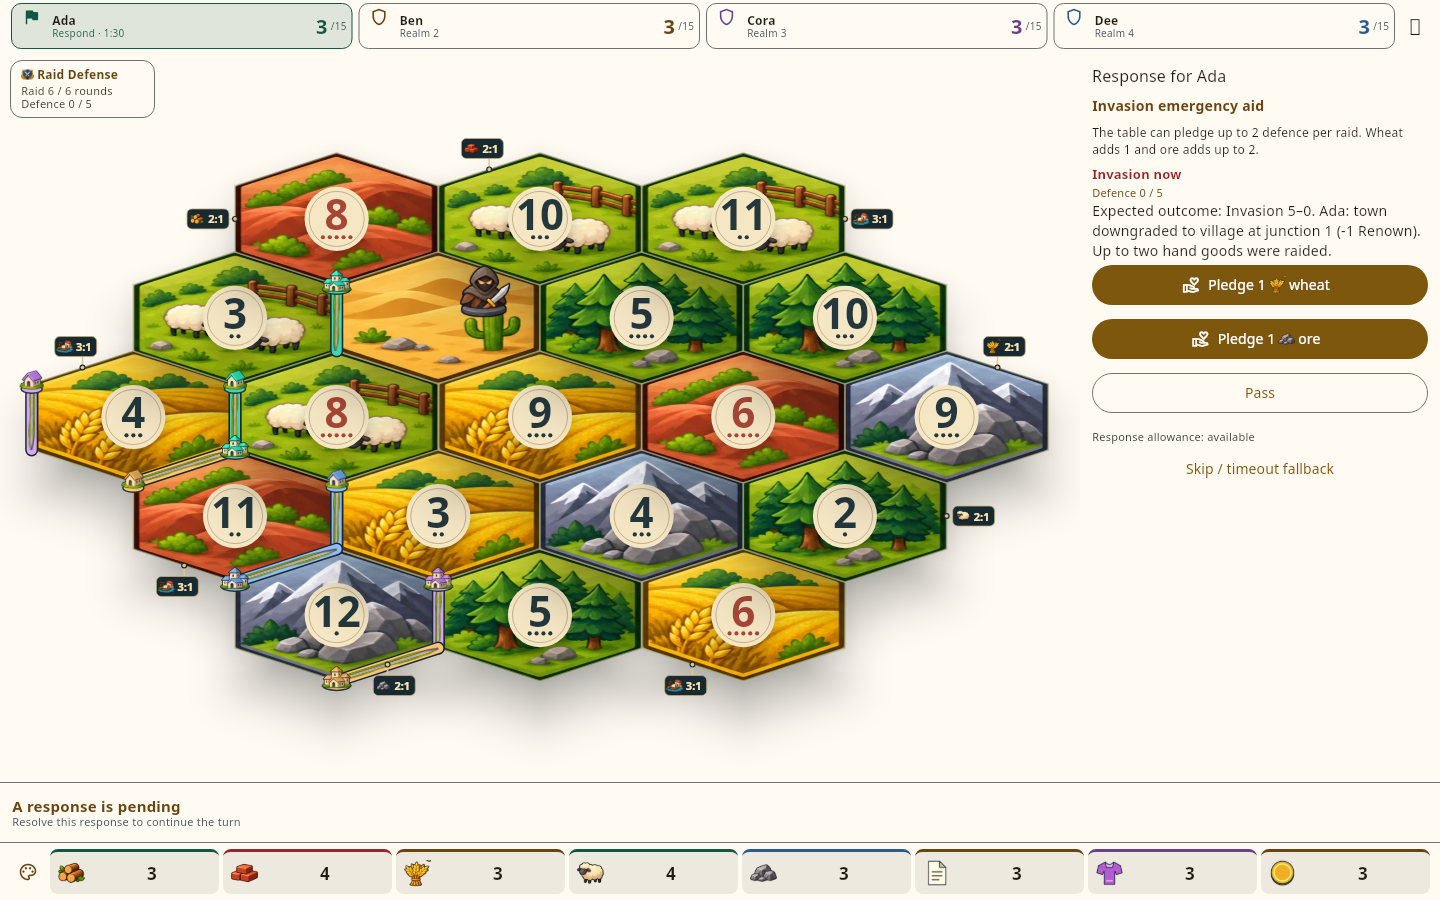 Ada
Respond · 1:30
3 /15
Ben
Realm 2
3 /15
Cora
Realm 3
3 /15
Dee
Realm 4
3 /15
Raid Defense
Raid 6 / 6 rounds
Defence 0 / 5
Response for Ada
Invasion emergency aid
The table can pledge up to 2 defence per raid. Wheat
adds 1 and ore adds up to 2.
Invasion now
Defence 0 / 5
Expected outcome: Invasion 5–0. Ada: town
downgraded to village at junction 1 (-1 Renown).
Up to two hand goods were raided.
Pledge 1 wheat
Pledge 1 ore
Pass
Response allowance: available
Skip / timeout fallback
2:1
2:1
8
10
11
3:1
3
5
10
3:1
2:1
4
8
9
6
9
11
3
4
2
2:1
3:1
12
5
6
2:1
3:1
A response is pending
Resolve this response to continue the turn
3
4
3
4
3
3
3
3